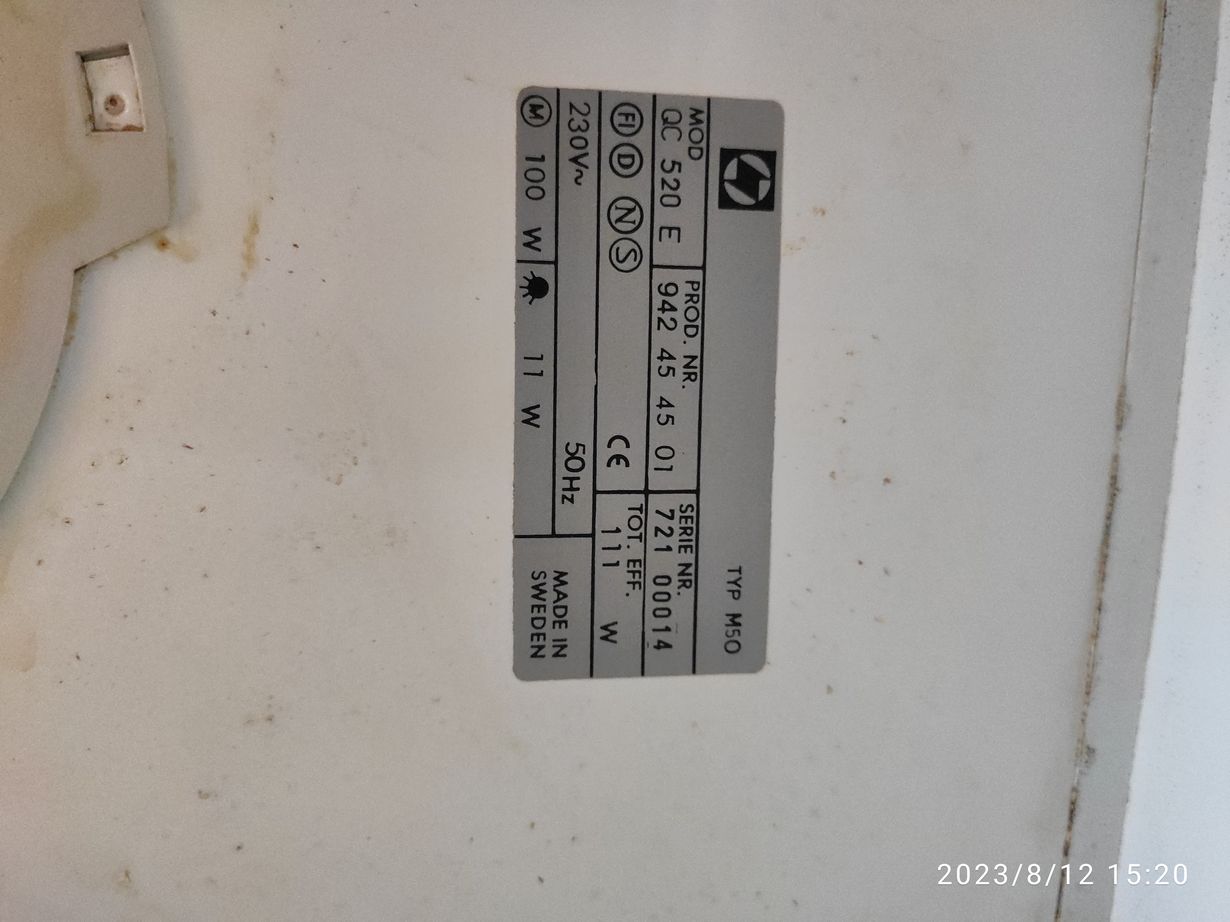 TYP M50
MOD PROD. NR. SERIE NR.
QC 520 E 942 45 45 01 721 00014
FI D N S CE TOT. EFF.
111 W
230V~ 50Hz
M 100 W 11 W
MADE IN
SWEDEN
2023/8/12 15:20